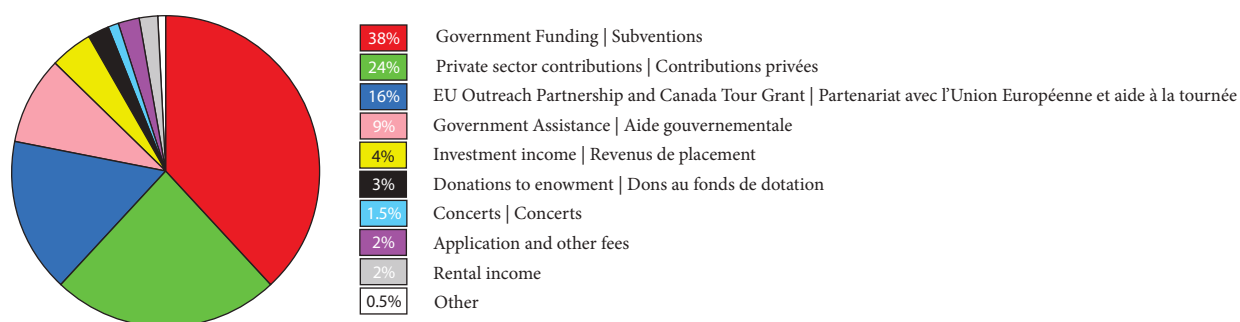 38% Government Funding | Subventions
24% Private sector contributions | Contributions privées
16% EU Outreach Partnership and Canada Tour Grant | Partenariat avec l’Union Européenne et aide à la tournée
9% Government Assistance | Aide gouvernementale
4% Investment income | Revenus de placement
3% Donations to enowment | Dons au fonds de dotation
1.5% Concerts | Concerts
2% Application and other fees
2% Rental income
0.5% Other